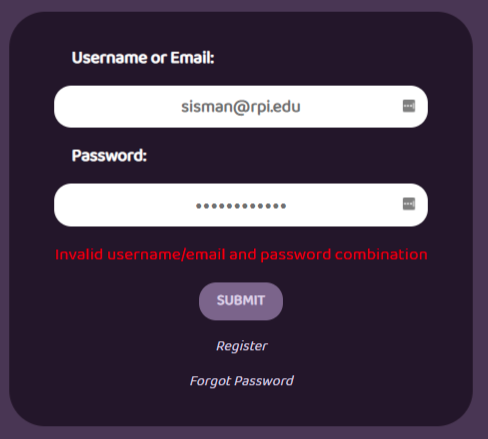 Username or Email:
sisman@rpi.edu
Password:
••••••••••••
Invalid username/email and password combination
SUBMIT
Register
Forgot Password